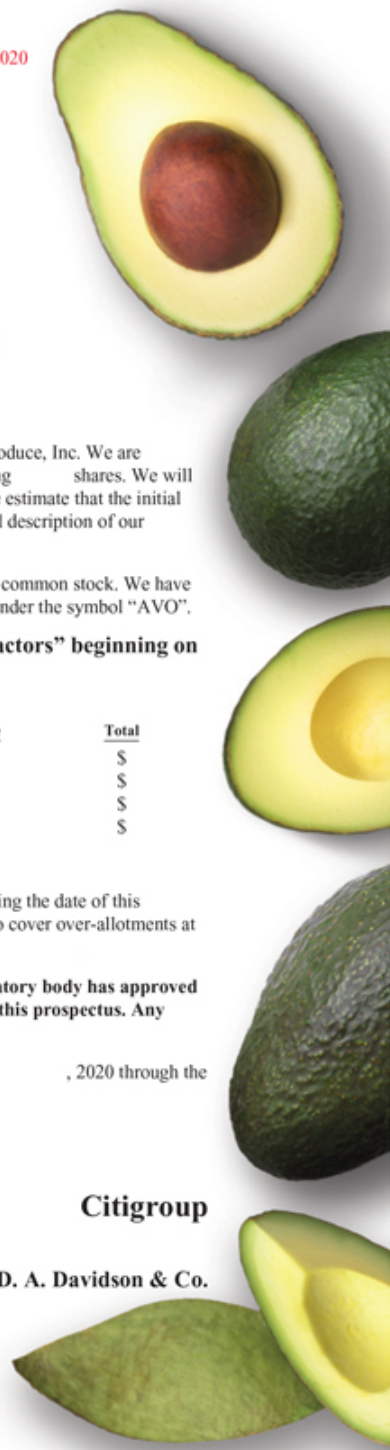 020
oduce, Inc. We are
g shares. We will
estimate that the initial
l description of our
common stock. We have
nder the symbol “AVO”.
actors” beginning on
Total
$
$
$
$
ing the date of this
o cover over-allotments at
atory body has approved
this prospectus. Any
, 2020 through the
Citigroup
D. A. Davidson & Co.